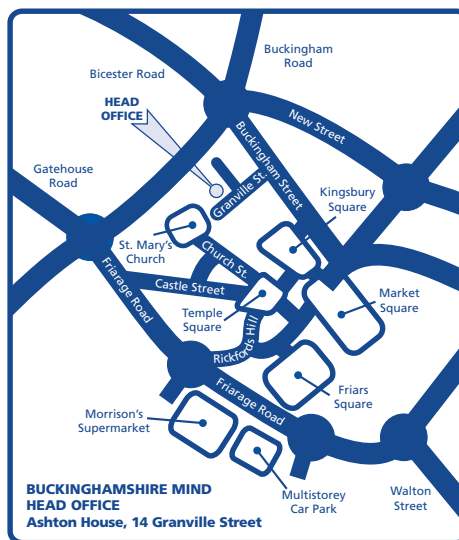 Buckingham
Road
Bicester Road
HEAD
OFFICE
New Street
Buckingham Street
Gatehouse
Road
Granville St.
Kingsbury
Square
St. Mary's
Church
Church St.
Castle Street
Friarage Road
Temple
Square
Market
Square
Rickfords Hill
Friars
Square
Friarage Road
Morrison's
Supermarket
Multistorey
Car Park
Walton
Street
BUCKINGHAMSHIRE MIND
HEAD OFFICE
Ashton House, 14 Granville Street